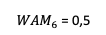 WAM₆ = 0,5